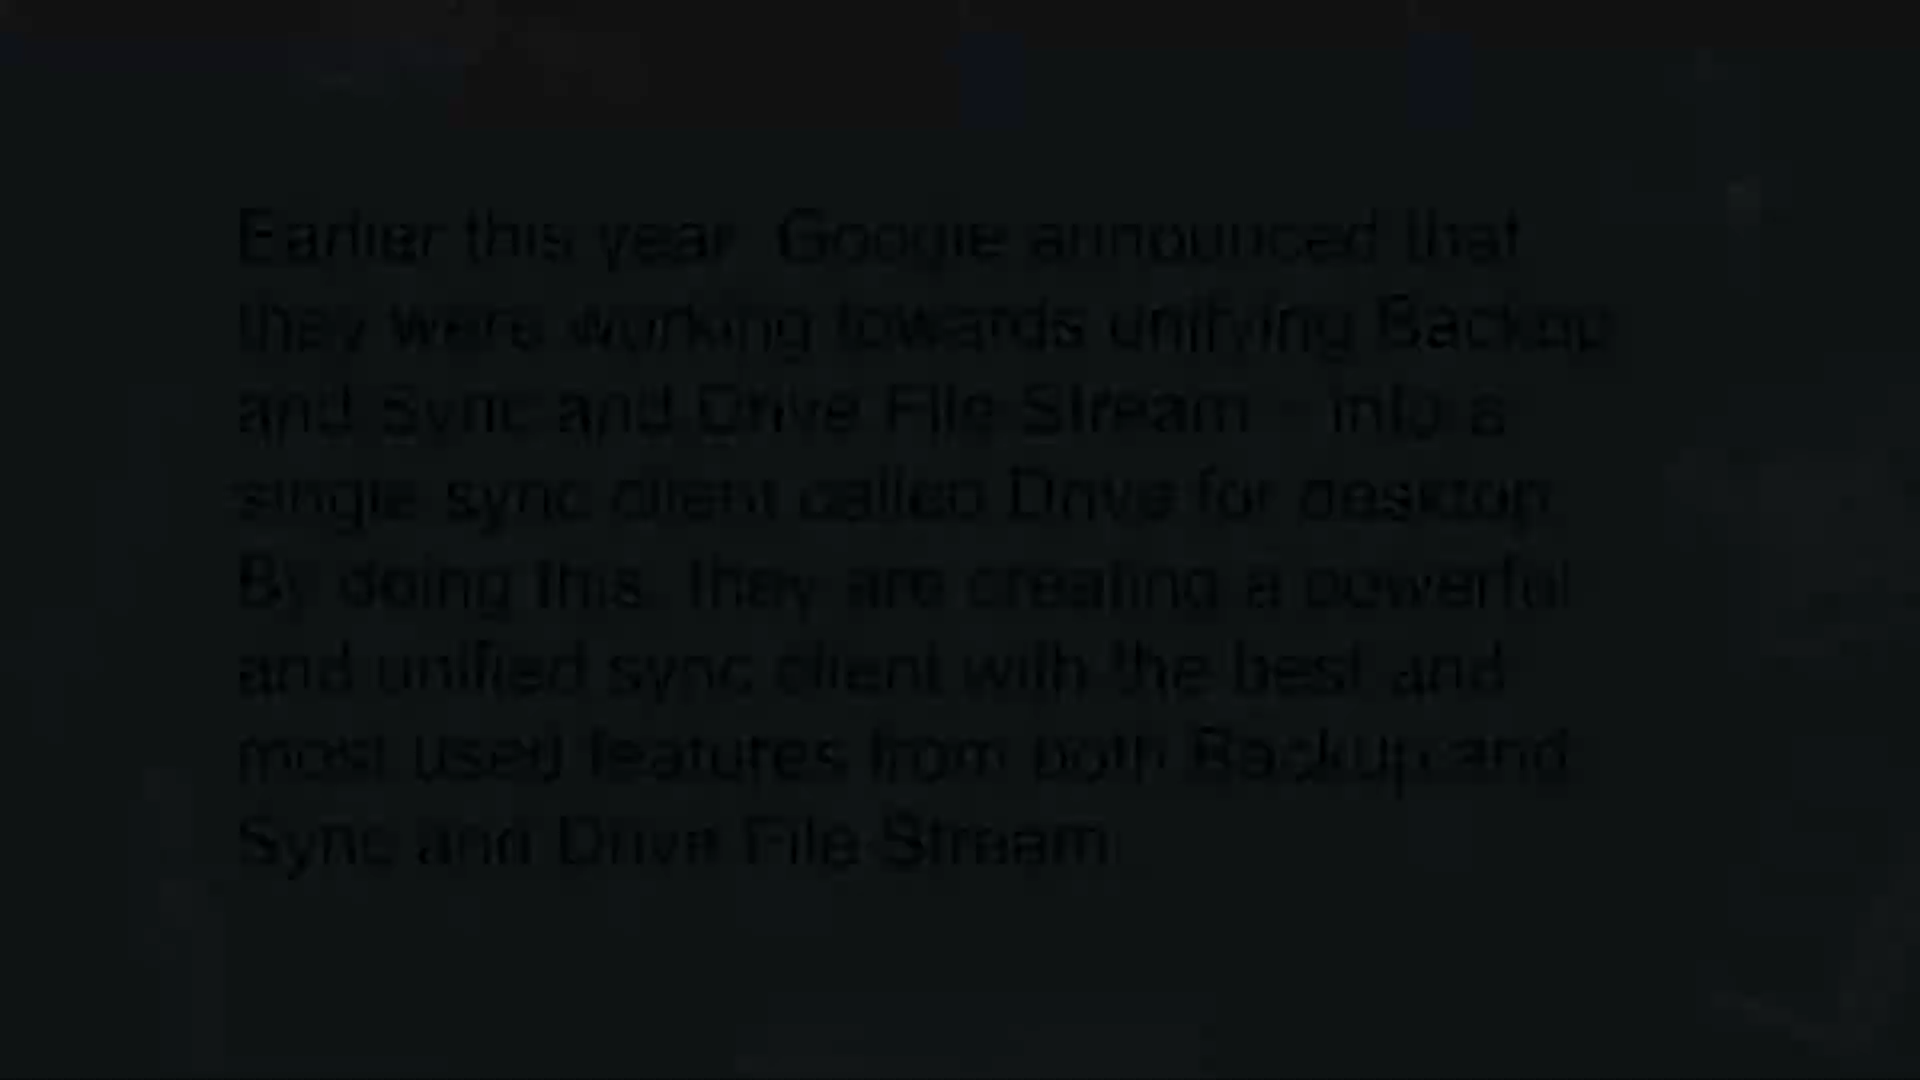 Earlier this year, Google announced that
they were working towards unifying Backup
and Sync and Drive File Stream - into a
single sync client called Drive for desktop.
By doing this, they are creating a powerful
and unified sync client with the best and
most used features from both Backup and
Sync and Drive File Stream.